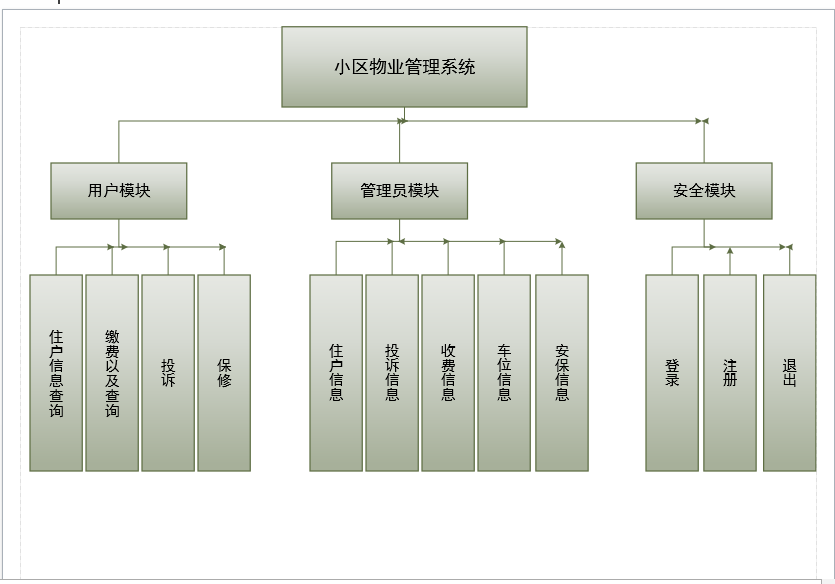 小区物业管理系统
用户模块
管理员模块
安全模块
住户信息查询
缴费以及查询
投诉
保修
住户信息
投诉信息
收费信息
车位信息
安保信息
登录
注册
退出